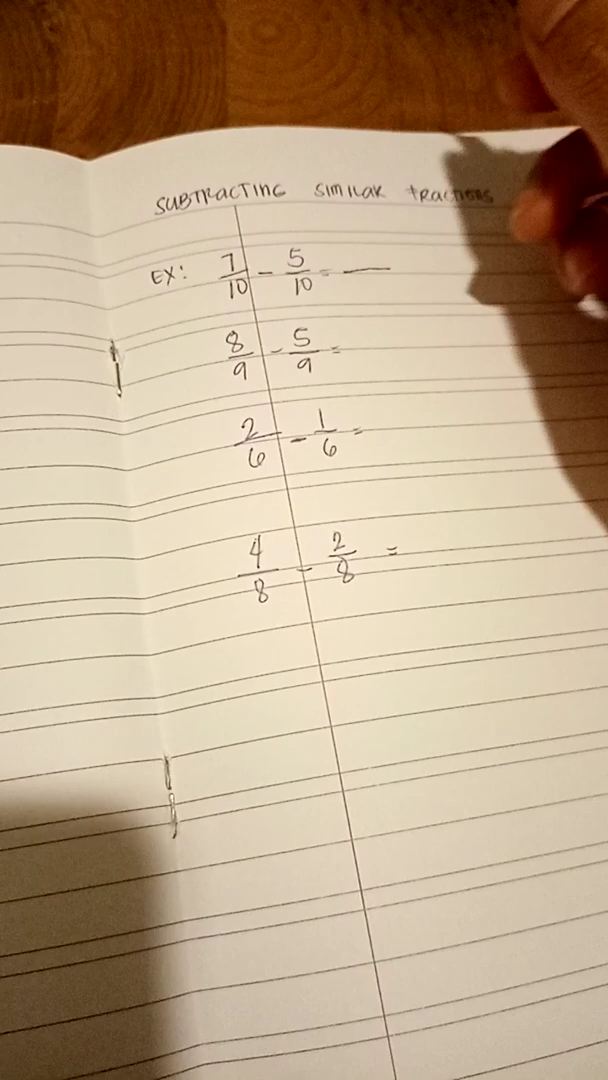 SUBTRACTING SIMILAR fRACTIONS
EX: 7/10 - 5/10 = __
8/9 - 5/9 =
2/6 - 1/6 =
4/8 - 2/8 =